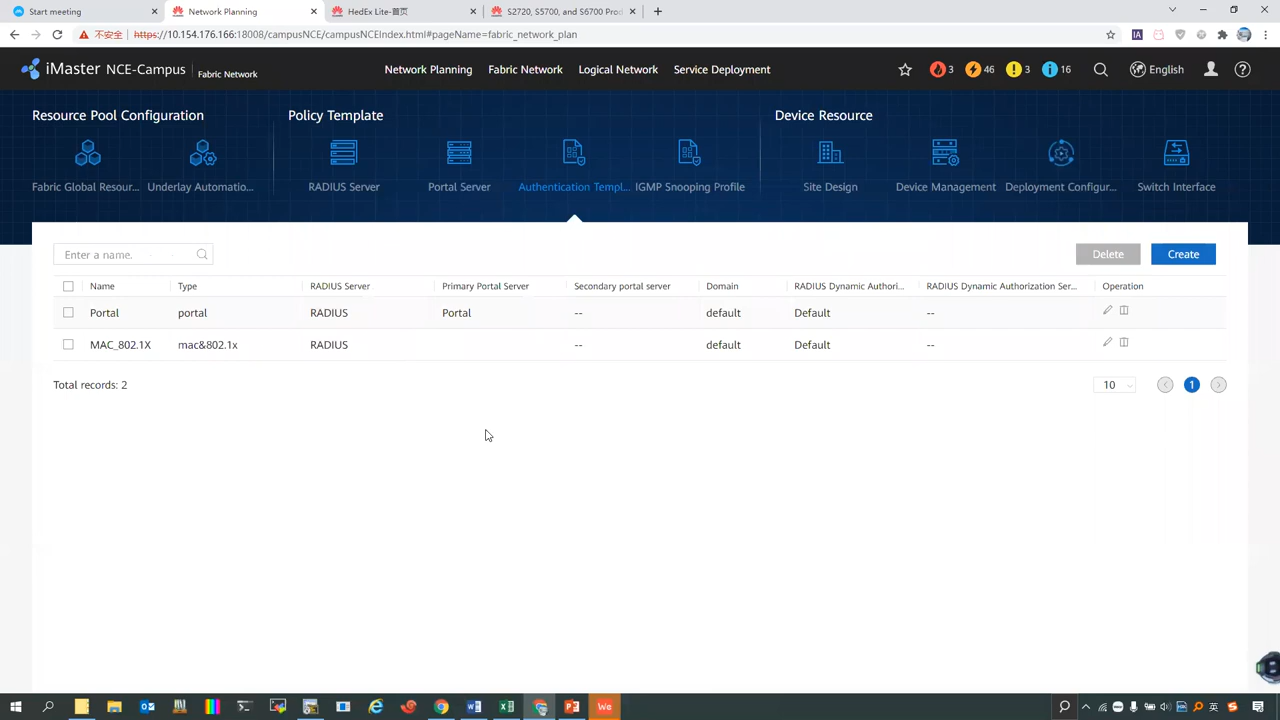 Start meeting
Network Planning
HedEx Lite-首页
S2720, S5700, and S6700 Prod
不安全
https://10.154.176.166:18008/campusNCE/campusNCEIndex.html#pageName=fabric_network_plan
IA
iMaster NCE-Campus
Fabric Network
Network Planning
Fabric Network
Logical Network
Service Deployment
3
46
3
16
English
Resource Pool Configuration
Policy Template
Device Resource
Fabric Global Resour...
Underlay Automatio...
RADIUS Server
Portal Server
Authentication Templ...
IGMP Snooping Profile
Site Design
Device Management
Deployment Configur...
Switch Interface
Enter a name.
Delete
Create
Name
Type
RADIUS Server
Primary Portal Server
Secondary portal server
Domain
RADIUS Dynamic Authori...
RADIUS Dynamic Authorization Ser...
Operation
Portal
portal
RADIUS
Portal
--
default
Default
--
MAC_802.1X
mac&802.1x
RADIUS
--
default
Default
--
Total records: 2
10
1
We
英